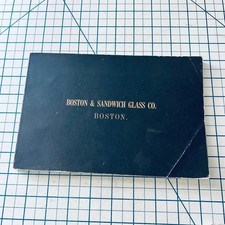 BOSTON & SANDWICH GLASS CO.
BOSTON.